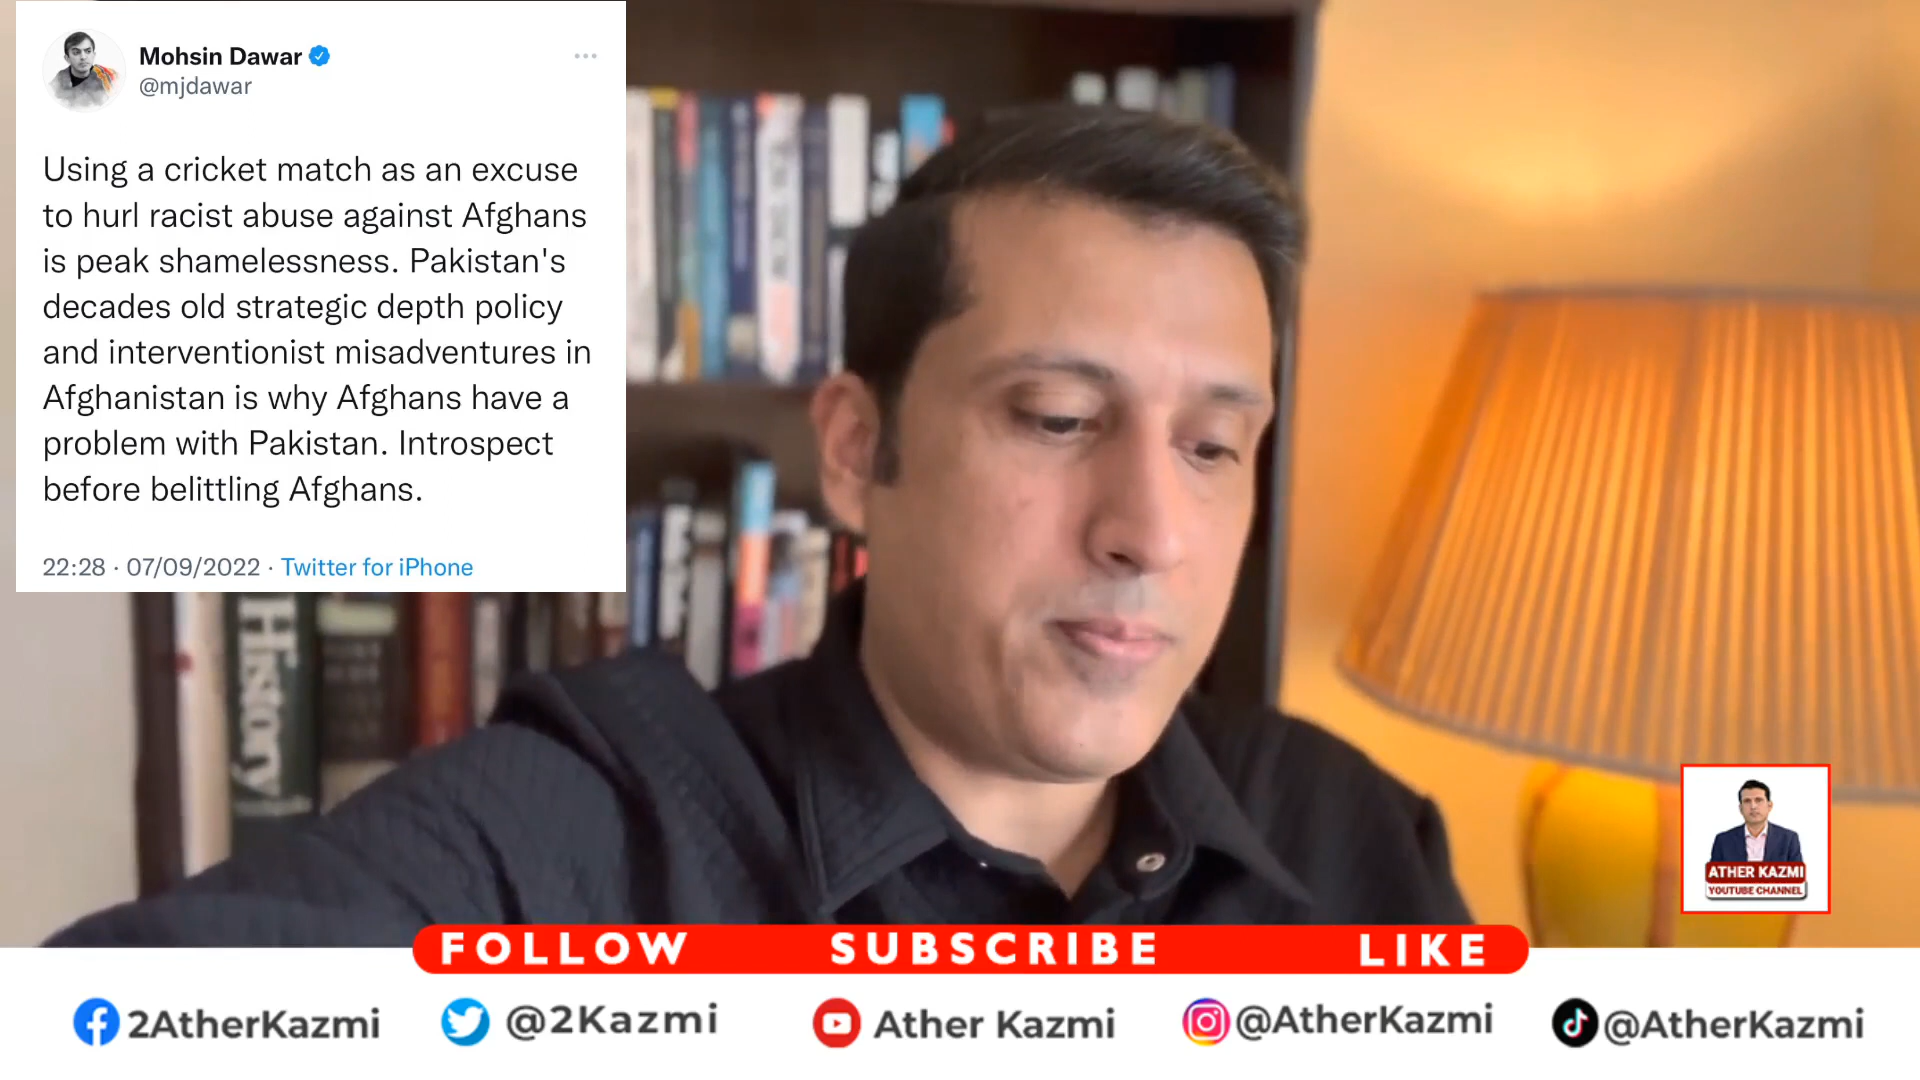 Mohsin Dawar
@mjdawar
Using a cricket match as an excuse
to hurl racist abuse against Afghans
is peak shamelessness. Pakistan's
decades old strategic depth policy
and interventionist misadventures in
Afghanistan is why Afghans have a
problem with Pakistan. Introspect
before belittling Afghans.
22:28 · 07/09/2022 · Twitter for iPhone
History
ATHER KAZMI
YOUTUBE CHANNEL
FOLLOW SUBSCRIBE LIKE
2AtherKazmi @2Kazmi Ather Kazmi @AtherKazmi @AtherKazmi